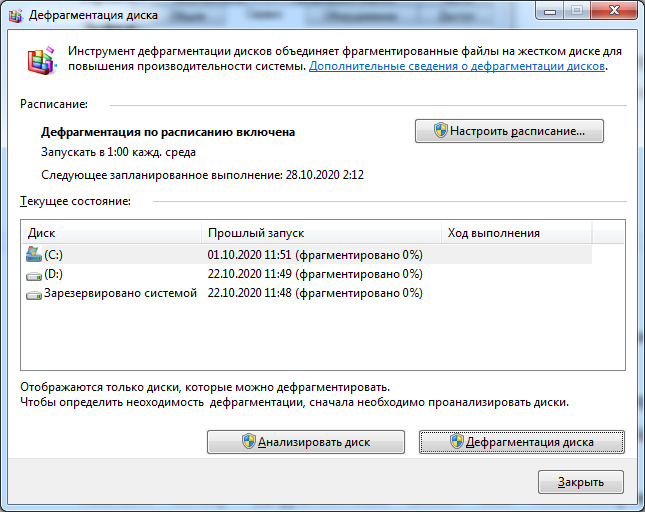 Дефрагментация диска
Общие Сервис Оборудование Доступ
Инструмент дефрагментации дисков объединяет фрагментированные файлы на жестком диске для
повышения производительности системы. Дополнительные сведения о дефрагментации дисков.
Расписание:
Дефрагментация по расписанию включена
Настроить расписание...
Запускать в 1:00 кажд. среда
Следующее запланированное выполнение: 28.10.2020 2:12
Текущее состояние:
Диск Прошлый запуск Ход выполнения
(C:) 01.10.2020 11:51 (фрагментировано 0%)
(D:) 22.10.2020 11:49 (фрагментировано 0%)
Зарезервировано системой 22.10.2020 11:48 (фрагментировано 0%)
Отображаются только диски, которые можно дефрагментировать.
Чтобы определить неоходимость дефрагментации, сначала необходимо проанализировать диски.
Анализировать диск Дефрагментация диска
Закрыть